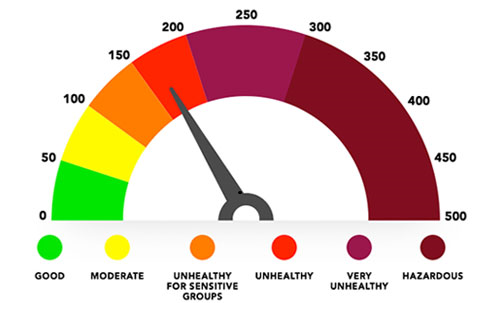 0
50
100
150
200
250
300
350
400
450
500
GOOD
MODERATE
UNHEALTHY
FOR SENSITIVE
GROUPS
UNHEALTHY
VERY
UNHEALTHY
HAZARDOUS